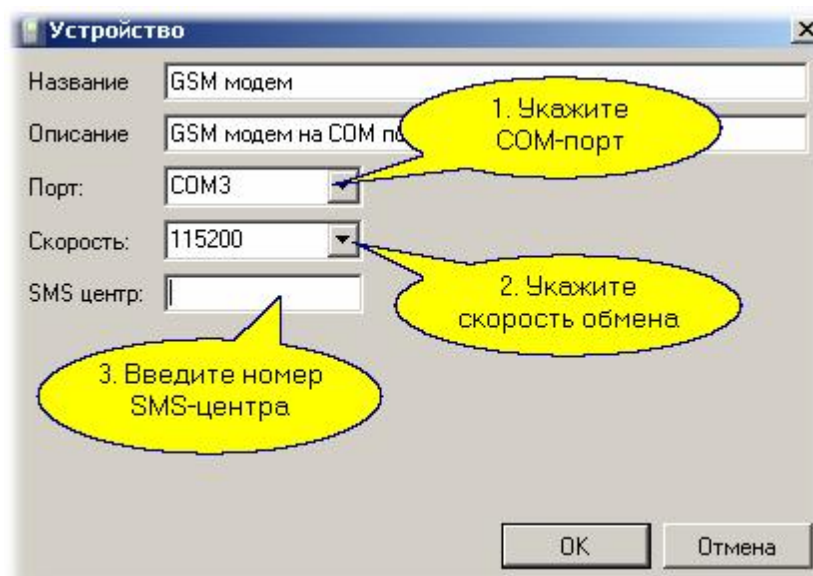 Устройство
Название GSM модем
1. Укажите
COM-порт
Описание GSM модем на COM
Порт: COM3
Скорость: 115200
2. Укажите
скорость обмена
SMS центр:
3. Введите номер
SMS-центра
OK Отмена